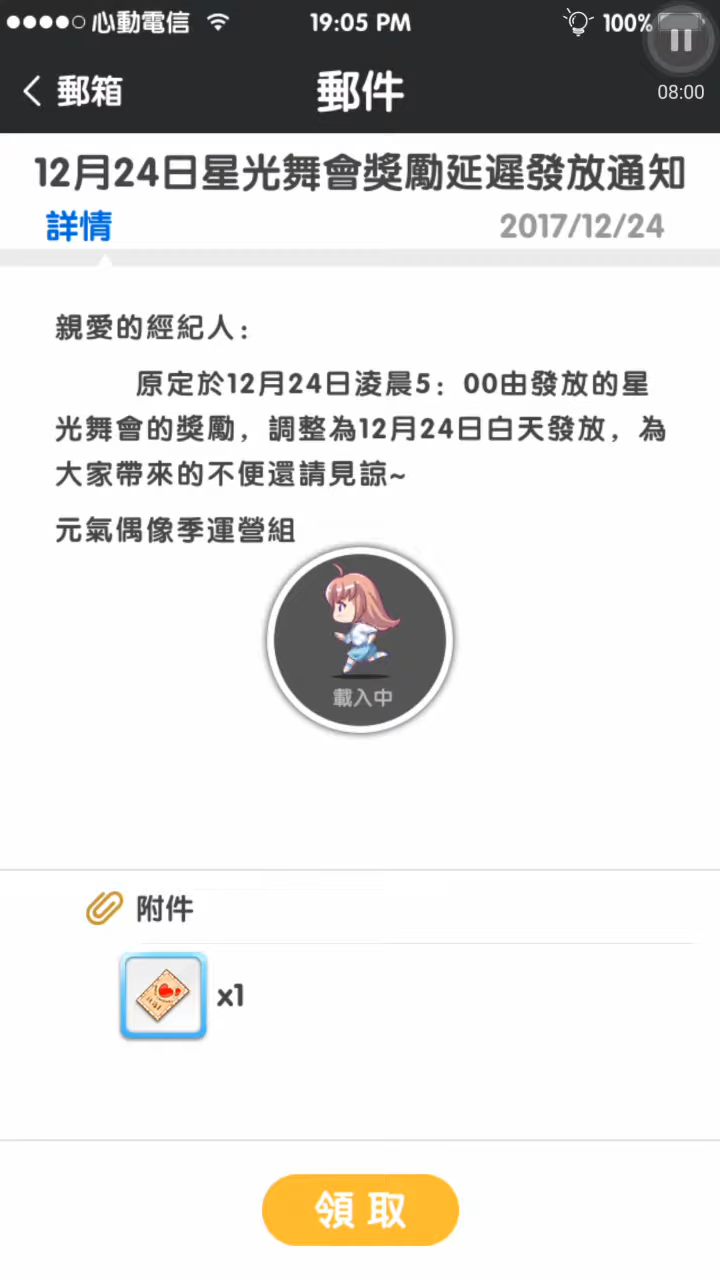 心動電信 19:05 PM 100%
郵箱 郵件 08:00
12月24日星光舞會獎勵延遲發放通知
詳情 2017/12/24
親愛的經紀人：
原定於12月24日淩晨5：00由發放的星
光舞會的獎勵，調整為12月24日白天發放，為
大家帶來的不便還請見諒~
元氣偶像季運營組
載入中
附件
x1
領取